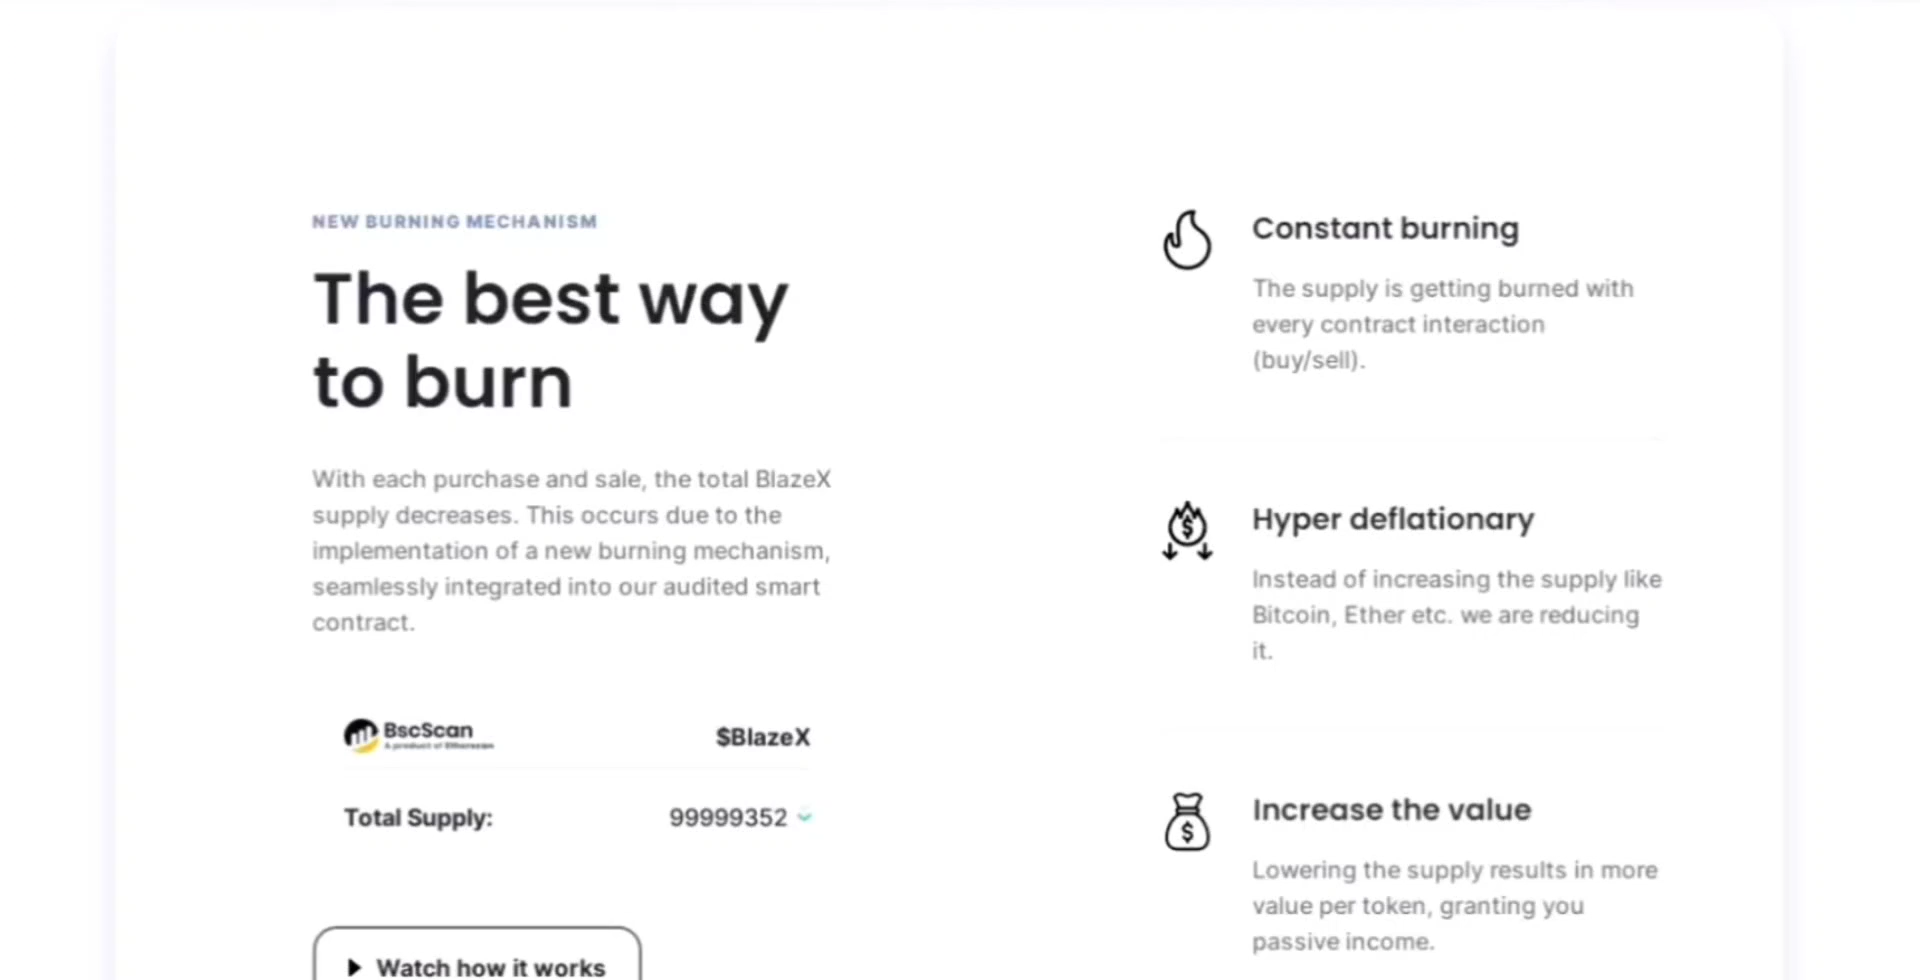 NEW BURNING MECHANISM
The best way
to burn
With each purchase and sale, the total BlazeX
supply decreases. This occurs due to the
implementation of a new burning mechanism,
seamlessly integrated into our audited smart
contract.
BscScan
A product of Etherscan
$BlazeX
Total Supply:
99999352
Watch how it works
Constant burning
The supply is getting burned with
every contract interaction
(buy/sell).
Hyper deflationary
Instead of increasing the supply like
Bitcoin, Ether etc. we are reducing
it.
Increase the value
Lowering the supply results in more
value per token, granting you
passive income.